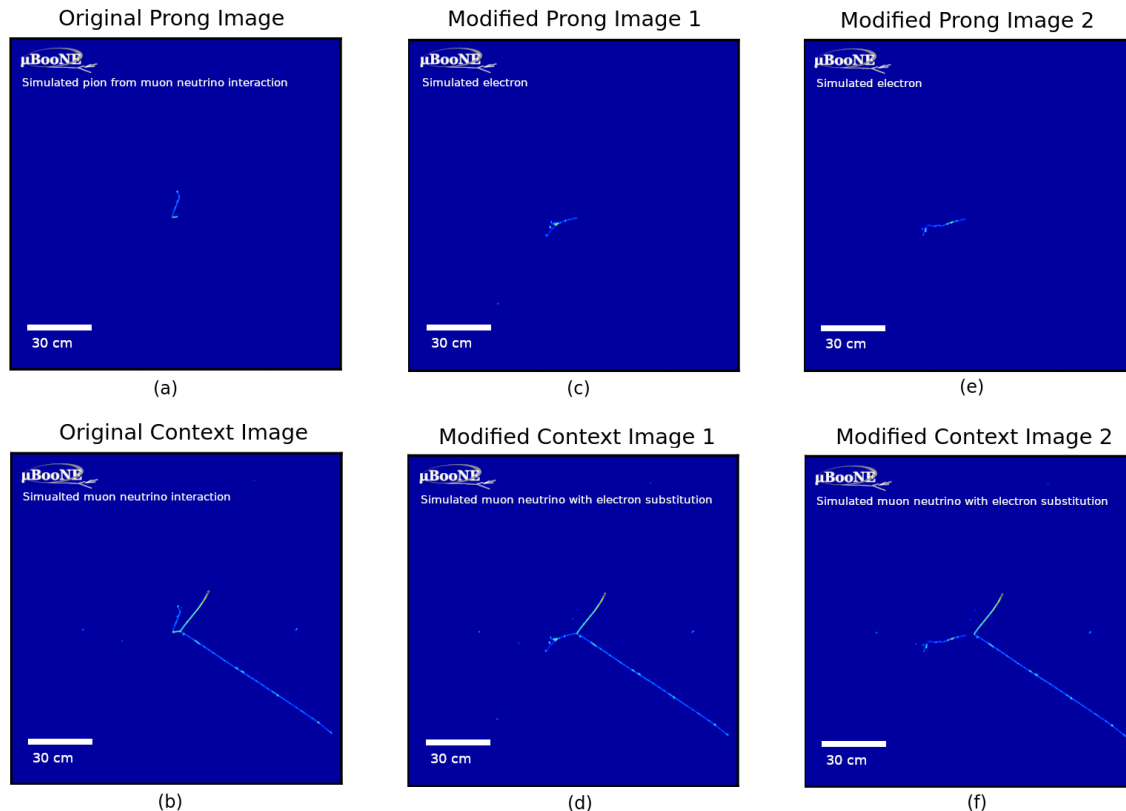 Original Prong Image
Modified Prong Image 1
Modified Prong Image 2
µBooNE
Simulated pion from muon neutrino interaction
30 cm
µBooNE
Simulated electron
30 cm
µBooNE
Simulated electron
30 cm
(a)
(c)
(e)
Original Context Image
Modified Context Image 1
Modified Context Image 2
µBooNE
Simualted muon neutrino interaction
30 cm
µBooNE
Simulated muon neutrino with electron substitution
30 cm
µBooNE
Simulated muon neutrino with electron substitution
30 cm
(b)
(d)
(f)